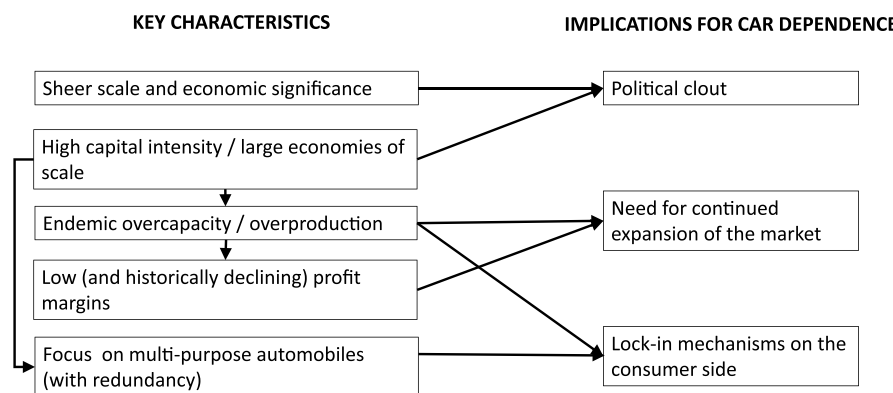 KEY CHARACTERISTICS
IMPLICATIONS FOR CAR DEPENDENCE
Sheer scale and economic significance
Political clout
High capital intensity / large economies of
scale
Endemic overcapacity / overproduction
Need for continued
expansion of the market
Low (and historically declining) profit
margins
Focus  on multi-purpose automobiles
(with redundancy)
Lock-in mechanisms on the
consumer side